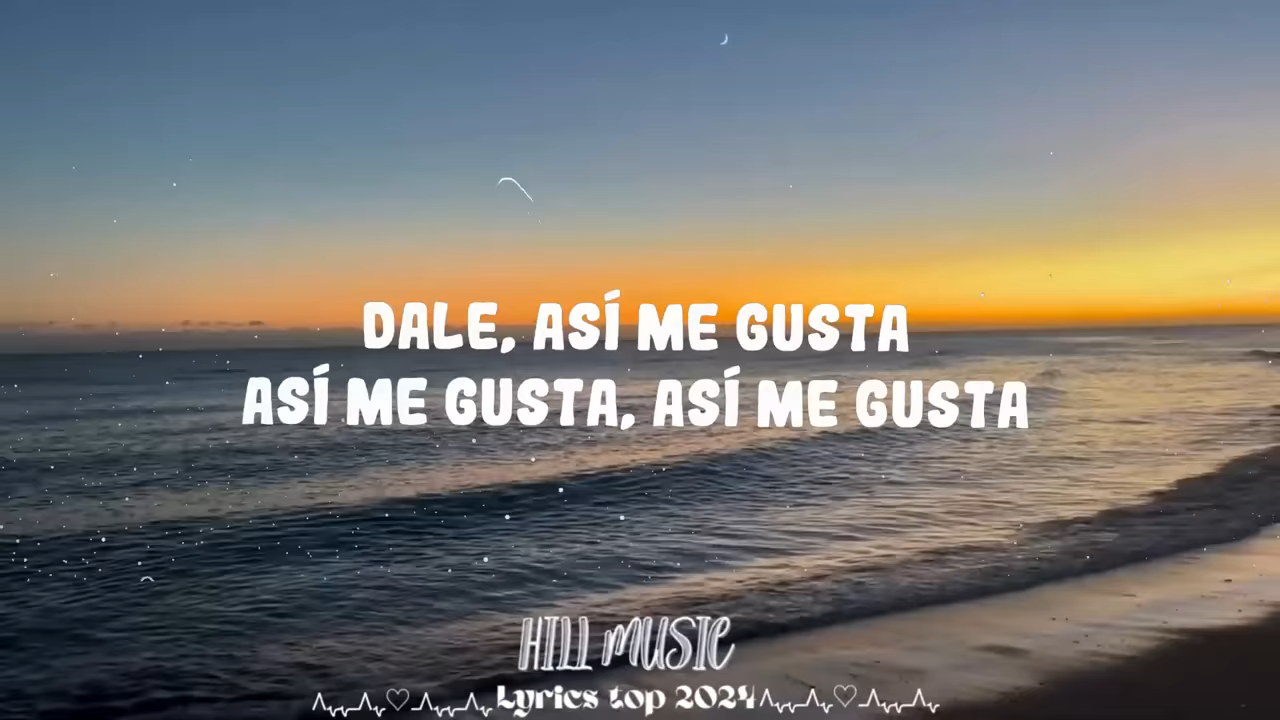 DALE, ASÍ ME GUSTA
ASÍ ME GUSTA, ASÍ ME GUSTA
HILL MUSIC
Lyrics top 2024